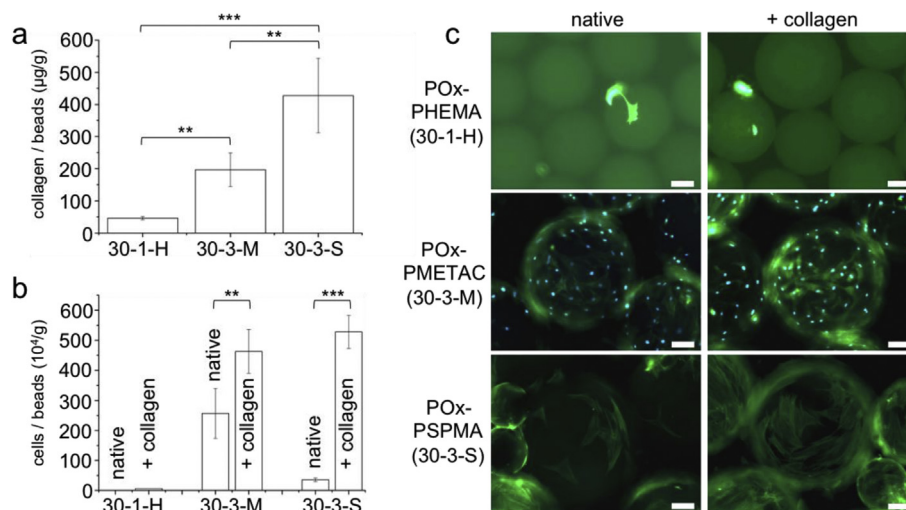 a
***
**
**
collagen / beads (µg/g)
600
500
400
300
200
100
0
30-1-H 30-3-M 30-3-S
b
**
***
cells / beads (10⁴/g)
600
500
400
300
200
100
0
native
+ collagen
native
+ collagen
native
+ collagen
30-1-H 30-3-M 30-3-S
c
native + collagen
POx-
PHEMA
(30-1-H)
POx-
PMETAC
(30-3-M)
POx-
PSPMA
(30-3-S)